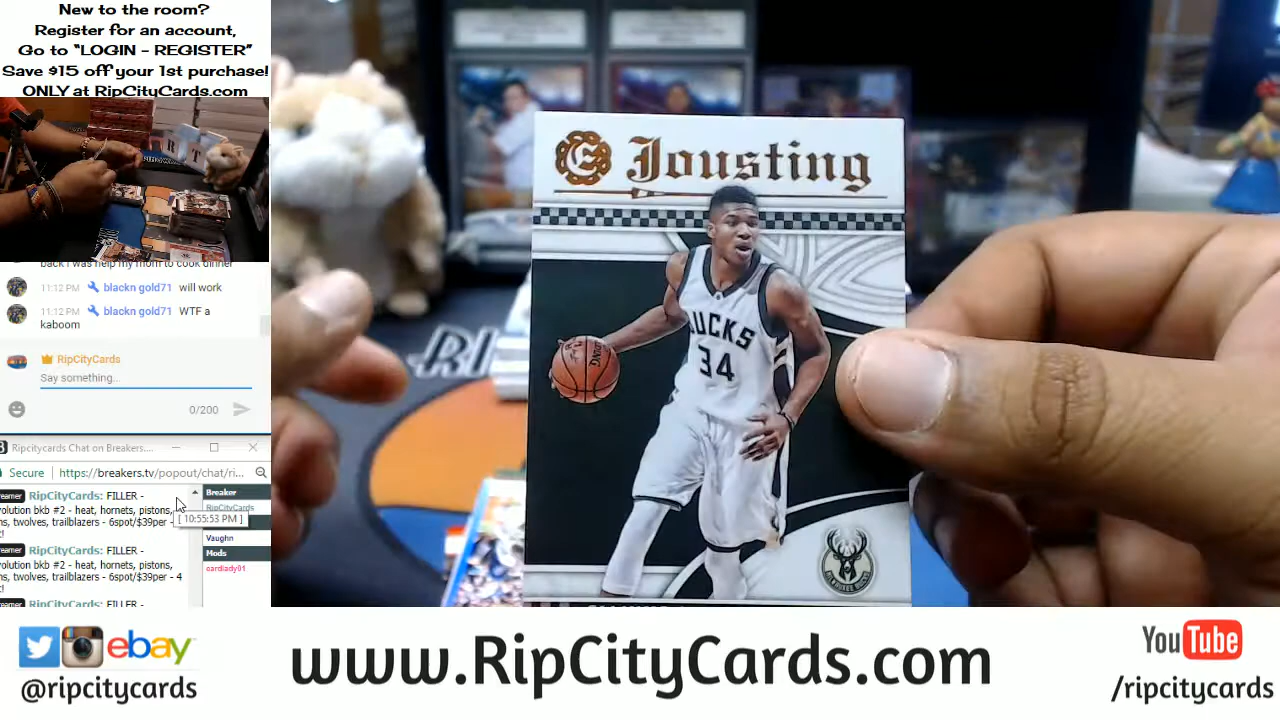 New to the room?
Register for an account,
Go to "LOGIN - REGISTER"
Save $15 off your 1st purchase!
ONLY at RipCityCards.com
back i was help my mom to cook dinner
11:12 PM blackn gold71 will work
11:12 PM blackn gold71 WTF a
kaboom
RipCityCards
Say something...
0/200
Ripcitycards Chat on Breakers....
Secure https://breakers.tv/popout/chat/ri...
RipCityCards: FILLER -
volution bkb #2 - heat, hornets, pistons,
twolves, trailblazers - 6spot/$39per -
[ 10:55:53 PM ]
RipCityCards: FILLER -
volution bkb #2 - heat, hornets, pistons,
twolves, trailblazers - 6spot/$39per - 4
RipCityCards: FILLER -
Breaker
RipCityCards
Vaughn
Mods
cardlady01
G Jousting
BUCKS
34
@ripcitycards
ebay
www.RipCityCards.com
YouTube
/ripcitycards